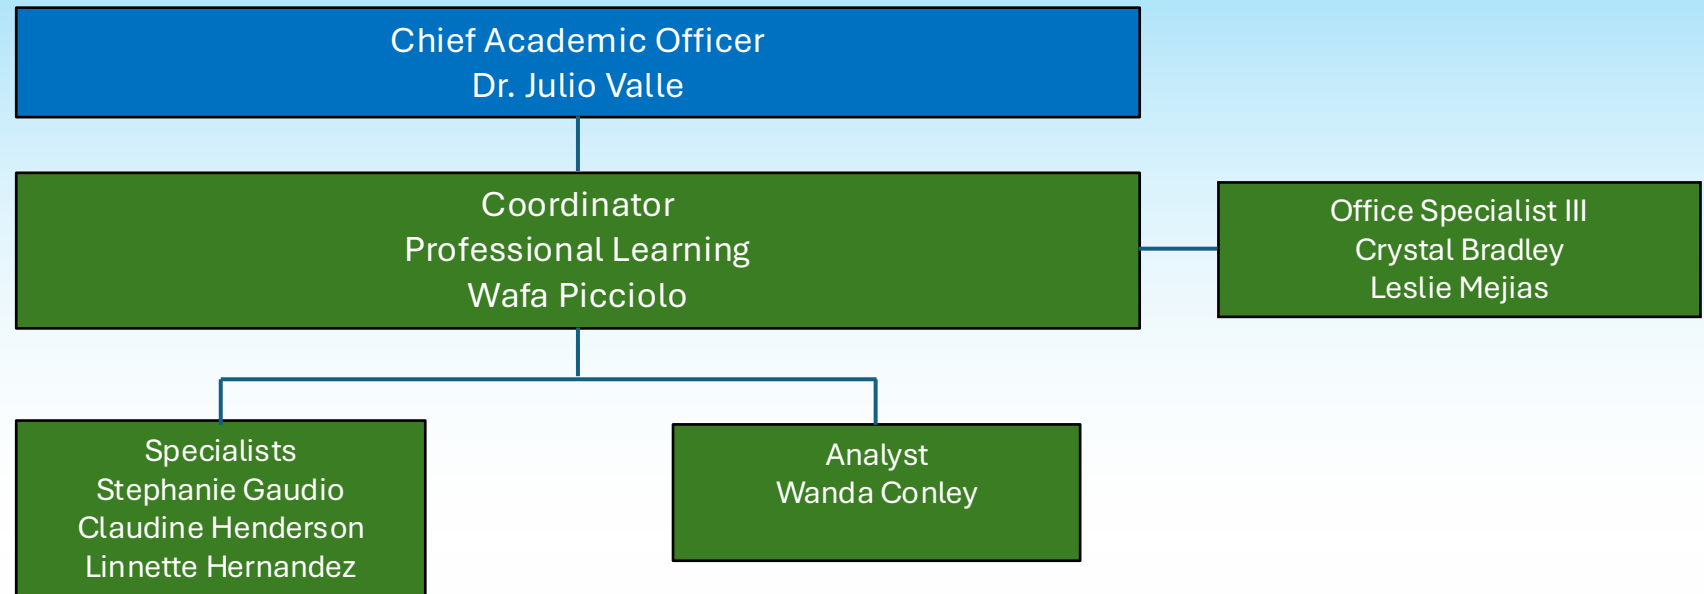 Chief Academic Officer
Dr. Julio Valle
Coordinator
Professional Learning
Wafa Picciolo
Office Specialist III
Crystal Bradley
Leslie Mejias
Specialists
Stephanie Gaudio
Claudine Henderson
Linnette Hernandez
Analyst
Wanda Conley